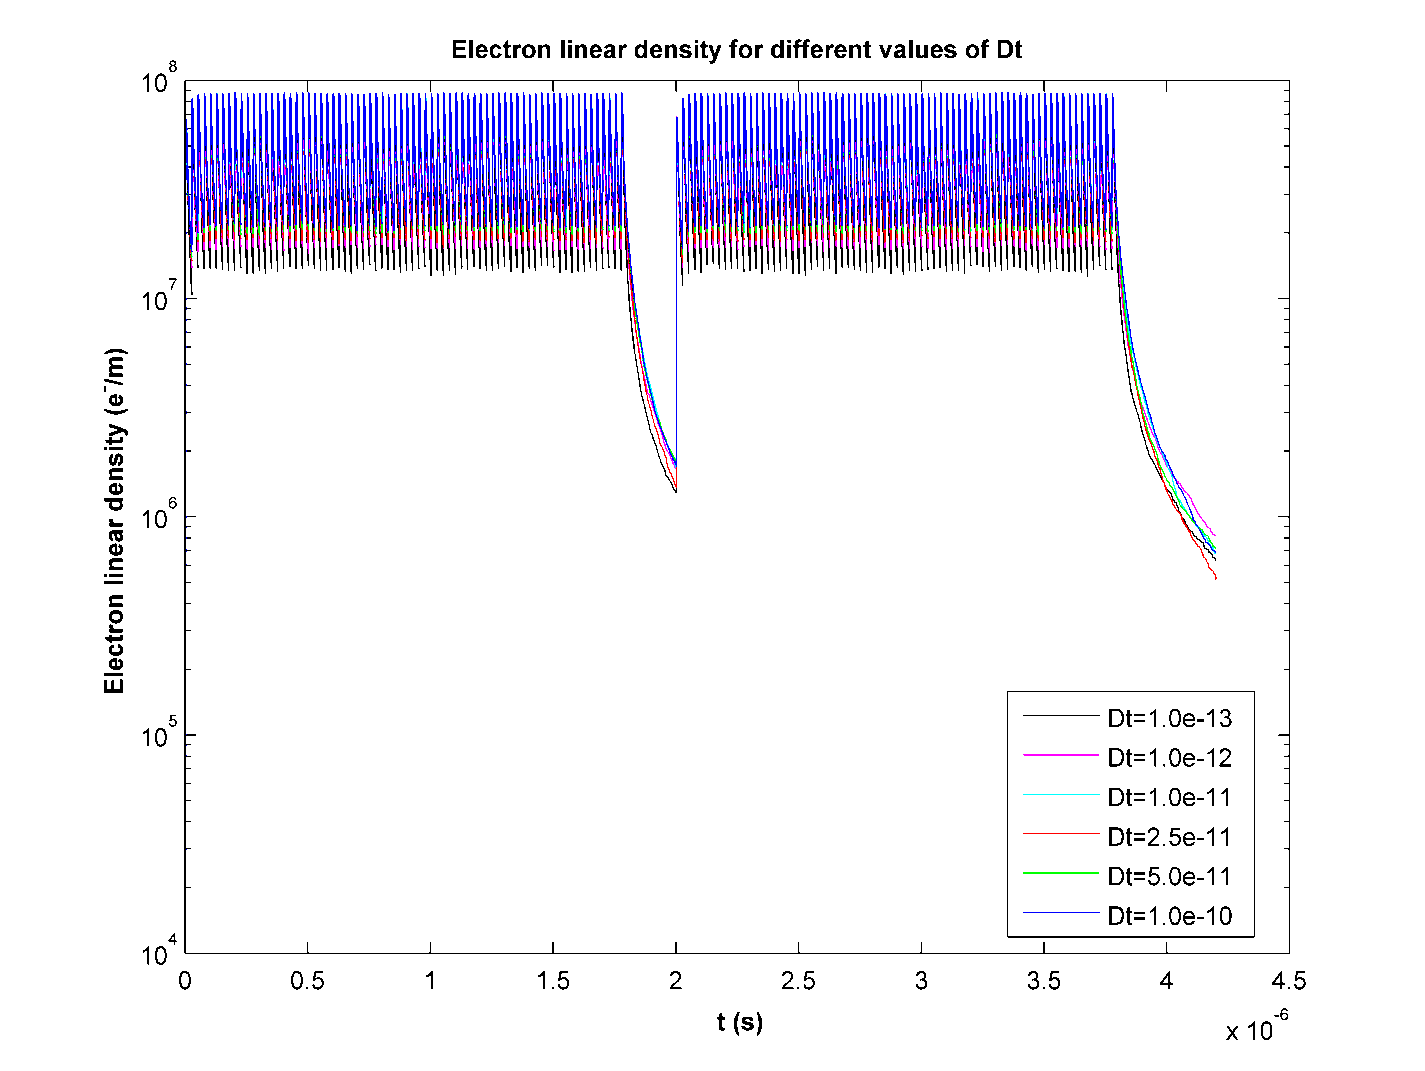 Electron linear density for different values of Dt
10^8
10^7
10^6
10^5
10^4
Electron linear density (e^-/m)
0 0.5 1 1.5 2 2.5 3 3.5 4 4.5
t (s)
x 10^-6
Dt=1.0e-13
Dt=1.0e-12
Dt=1.0e-11
Dt=2.5e-11
Dt=5.0e-11
Dt=1.0e-10